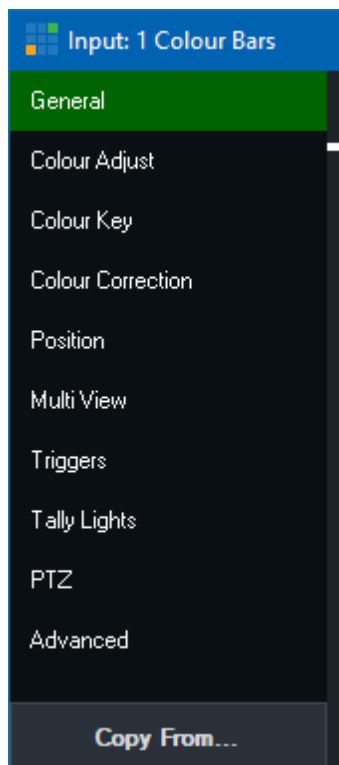 Input: 1 Colour Bars
General
Colour Adjust
Colour Key
Colour Correction
Position
Multi View
Triggers
Tally Lights
PTZ
Advanced
Copy From...